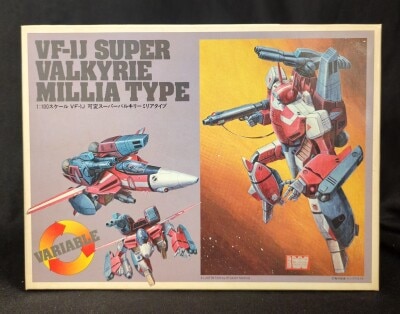 VF-1J SUPER
VALKYRIE
MILLIA TYPE
1:100スケール VF-1J 可変スーパーバルキリーミリアタイプ
VARIABLE